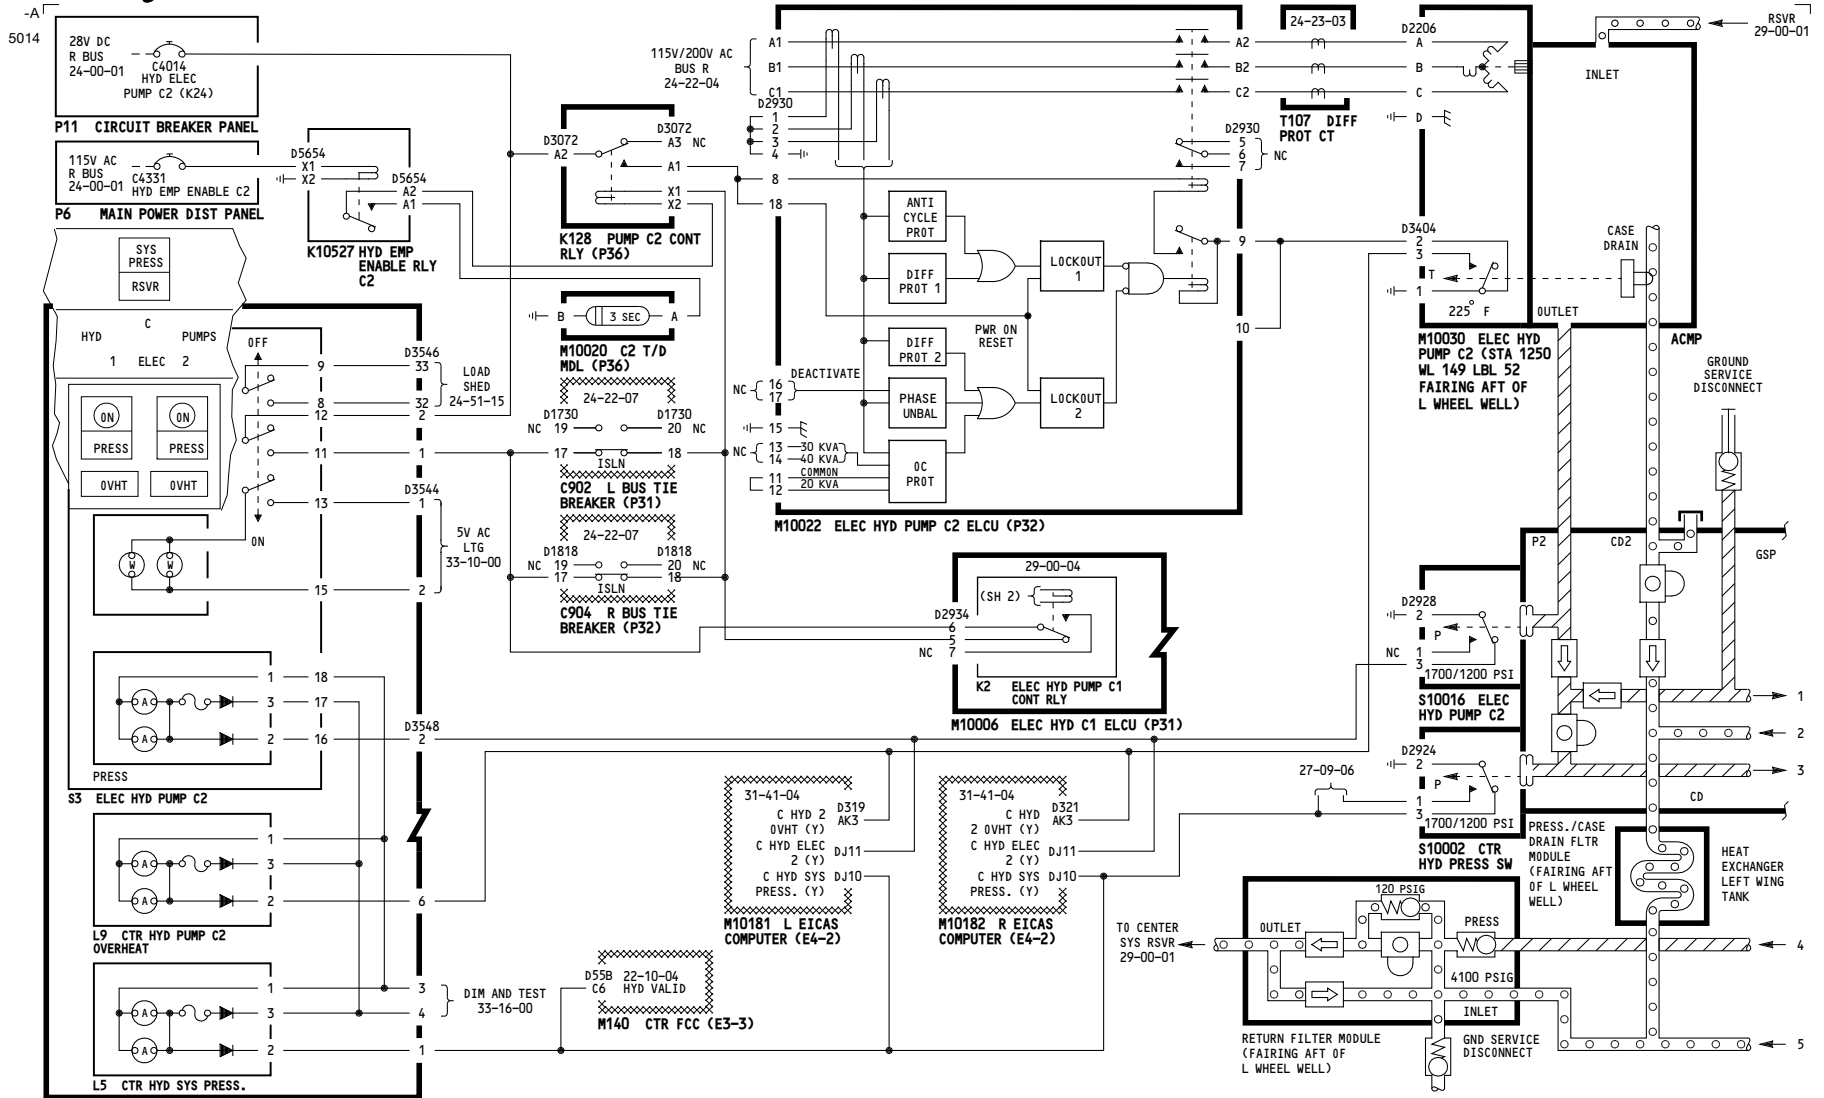 -A
5014
28V DC
R BUS
24-00-01
C4014
HYD ELEC
PUMP C2 (K24)
P11 CIRCUIT BREAKER PANEL
115V AC
R BUS
24-00-01
C4331
HYD EMP ENABLE C2
P6 MAIN POWER DIST PANEL
D5654
X1
X2
D5654
A2
A1
K10527 HYD EMP
ENABLE RLY
C2
D3072
A2
D3072
A3 NC
A1
X1
X2
K128 PUMP C2 CONT
RLY (P36)
B
3 SEC
A
M10020 C2 T/D
MDL (P36)
24-22-07
D1730
NC 19
D1730
20 NC
17
18
ISLN
C902 L BUS TIE
BREAKER (P31)
24-22-07
D1818
NC 19
17
D1818
20 NC
18
ISLN
C904 R BUS TIE
BREAKER (P32)
SYS
PRESS
RSVR
C
HYD PUMPS
1 ELEC 2
ON
PRESS
ON
PRESS
OVHT
OVHT
OFF
ON
9
8
12
11
13
15
D3546
33
32
2
1
LOAD
SHED
24-51-15
D3544
1
2
5V AC
LTG
33-10-00
W
W
A
A
1
3
2
18
17
16
D3548
2
PRESS
S3 ELEC HYD PUMP C2
A
A
1
3
2
6
L9 CTR HYD PUMP C2
OVERHEAT
A
A
1
3
2
3
4
1
DIM AND TEST
33-16-00
L5 CTR HYD SYS PRESS.
115V/200V AC
BUS R
24-22-04
A1
B1
C1
D2930
1
2
3
4
8
18
A2
B2
C2
D2930
5
6
7
NC
9
10
ANTI
CYCLE
PROT
DIFF
PROT 1
LOCKOUT
1
PWR ON
RESET
DIFF
PROT 2
PHASE
UNBAL
OC
PROT
LOCKOUT
2
NC
16
17
DEACTIVATE
15
NC
13
14
30 KVA
40 KVA
11
12
COMMON
20 KVA
M10022 ELEC HYD PUMP C2 ELCU (P32)
24-23-03
T107 DIFF
PROT CT
D2206
A
B
C
D
D3404
2
3
T
1
225° F
M10030 ELEC HYD
PUMP C2 (STA 1250
WL 149 LBL 52
FAIRING AFT OF
L WHEEL WELL)
RSVR
29-00-01
INLET
CASE
DRAIN
OUTLET
ACMP
GROUND
SERVICE
DISCONNECT
29-00-04
(SH 2)
D2934
6
5
NC 7
K2 ELEC HYD PUMP C1
CONT RLY
M10006 ELEC HYD C1 ELCU (P31)
P2
CD2
GSP
D2928
2
P
NC 1
3
1700/1200 PSI
S10016 ELEC
HYD PUMP C2
D2924
2
P
1
3
1700/1200 PSI
S10002 CTR
HYD PRESS SW
27-09-06
CD
1
2
3
4
5
PRESS./CASE
DRAIN FLTR
MODULE
(FAIRING AFT
OF L WHEEL
WELL)
HEAT
EXCHANGER
LEFT WING
TANK
31-41-04
C HYD 2
OVHT (Y)
C HYD ELEC
2 (Y)
C HYD SYS
PRESS. (Y)
D319
AK3
DJ11
DJ10
M10181 L EICAS
COMPUTER (E4-2)
31-41-04
C HYD
2 OVHT (Y)
C HYD ELEC
2 (Y)
C HYD SYS
PRESS. (Y)
D321
AK3
DJ11
DJ10
M10182 R EICAS
COMPUTER (E4-2)
D55B
C6
22-10-04
HYD VALID
M140 CTR FCC (E3-3)
TO CENTER
SYS RSVR
29-00-01
OUTLET
120 PSIG
PRESS
4100 PSIG
INLET
RETURN FILTER MODULE
(FAIRING AFT OF
L WHEEL WELL)
GND SERVICE
DISCONNECT